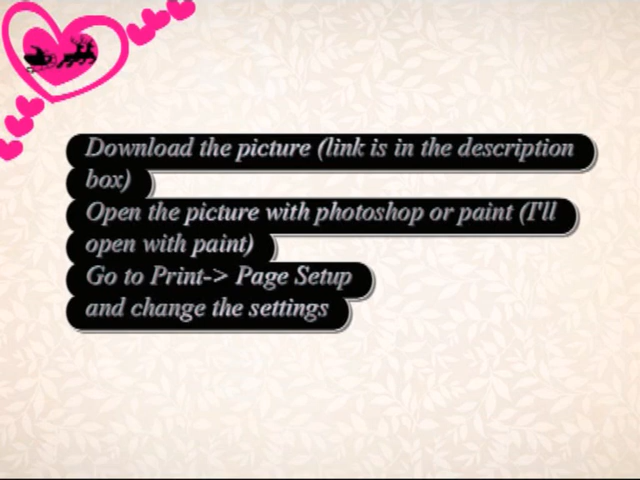 Download the picture (link is in the description
box)
Open the picture with photoshop or paint (I'll
open with paint)
Go to Print-> Page Setup
and change the settings